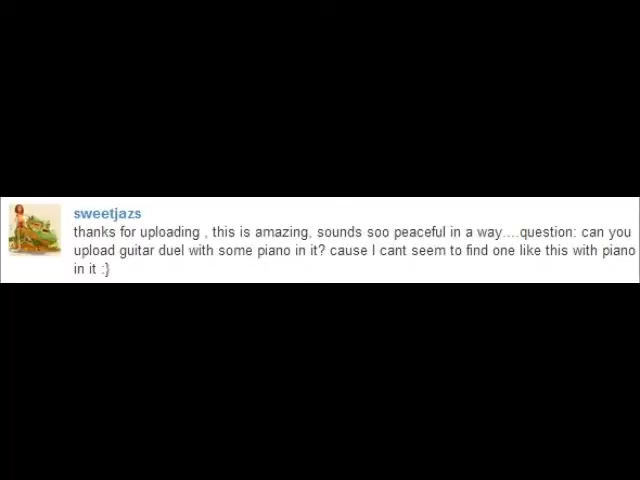 sweetjazs
thanks for uploading , this is amazing, sounds soo peaceful in a way....question: can you
upload guitar duel with some piano in it? cause I cant seem to find one like this with piano
in it :}